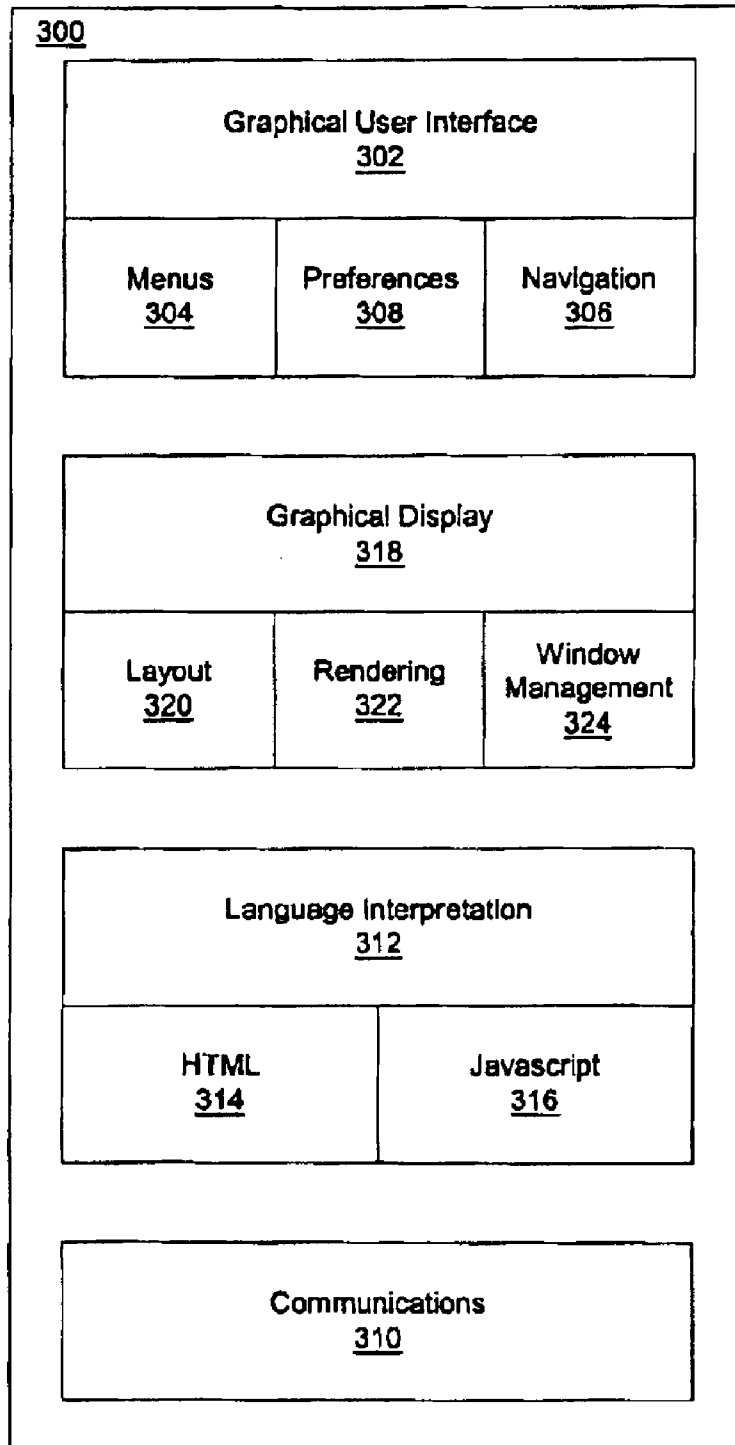 300
Graphical User Interface
302
Menus
304
Preferences
308
Navigation
306
Graphical Display
318
Layout
320
Rendering
322
Window
Management
324
Language Interpretation
312
HTML
314
Javascript
316
Communications
310